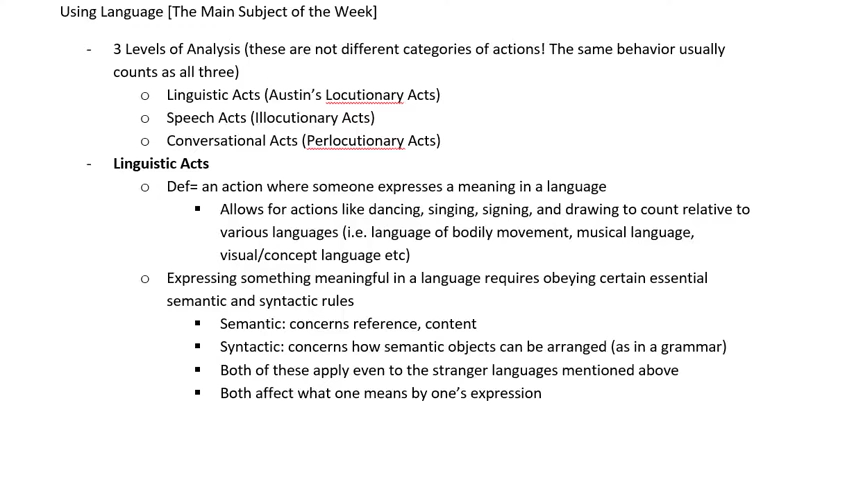 Using Language [The Main Subject of the Week]
- 3 Levels of Analysis (these are not different categories of actions! The same behavior usually
counts as all three)
o Linguistic Acts (Austin's Locutionary Acts)
o Speech Acts (Illocutionary Acts)
o Conversational Acts (Perlocutionary Acts)
- Linguistic Acts
o Def= an action where someone expresses a meaning in a language
▪ Allows for actions like dancing, singing, signing, and drawing to count relative to
various languages (i.e. language of bodily movement, musical language,
visual/concept language etc)
o Expressing something meaningful in a language requires obeying certain essential
semantic and syntactic rules
▪ Semantic: concerns reference, content
▪ Syntactic: concerns how semantic objects can be arranged (as in a grammar)
▪ Both of these apply even to the stranger languages mentioned above
▪ Both affect what one means by one's expression